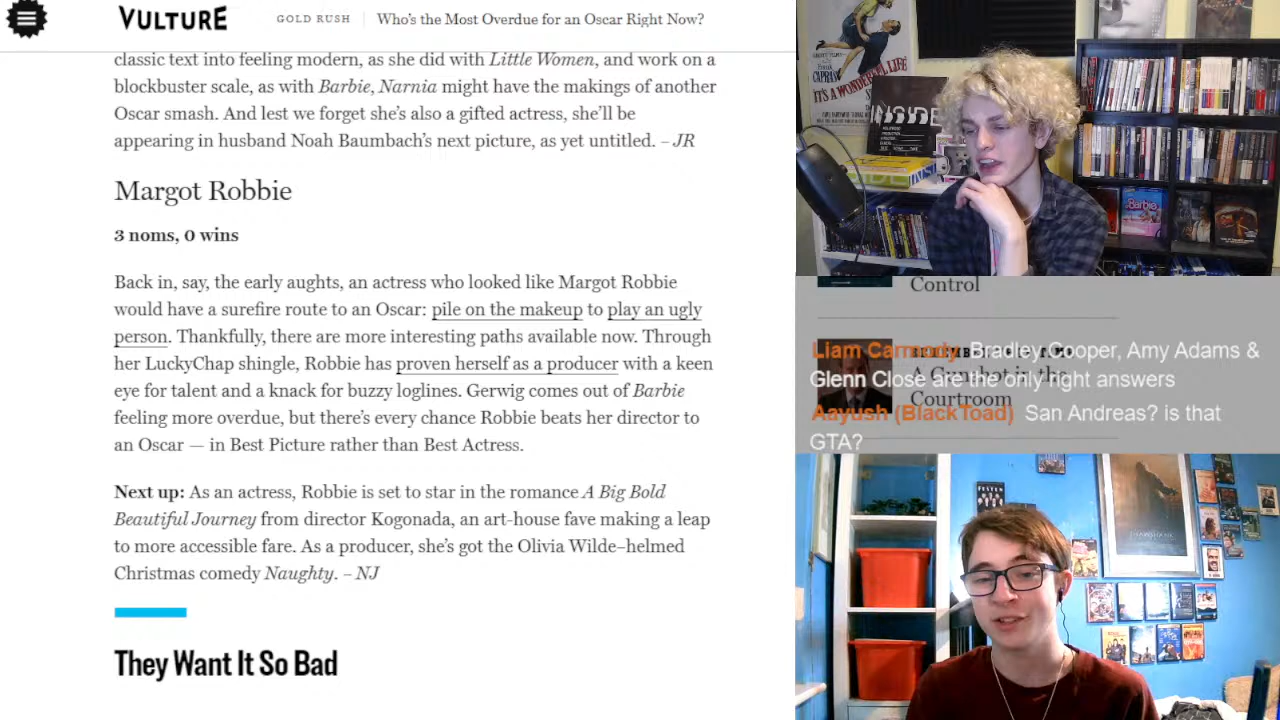 VULTURE
GOLD RUSH
Who's the Most Overdue for an Oscar Right Now?
classic text into feeling modern, as she did with Little Women, and work on a
blockbuster scale, as with Barbie, Narnia might have the makings of another
Oscar smash. And lest we forget she's also a gifted actress, she'll be
appearing in husband Noah Baumbach's next picture, as yet untitled. – JR
Margot Robbie
3 noms, 0 wins
Back in, say, the early aughts, an actress who looked like Margot Robbie
would have a surefire route to an Oscar: pile on the makeup to play an ugly
person. Thankfully, there are more interesting paths available now. Through
her LuckyChap shingle, Robbie has proven herself as a producer with a keen
eye for talent and a knack for buzzy loglines. Gerwig comes out of Barbie
feeling more overdue, but there's every chance Robbie beats her director to
an Oscar — in Best Picture rather than Best Actress.
Next up: As an actress, Robbie is set to star in the romance A Big Bold
Beautiful Journey from director Kogonada, an art-house fave making a leap
to more accessible fare. As a producer, she's got the Olivia Wilde–helmed
Christmas comedy Naughty. – NJ
They Want It So Bad
IT'S A WONDERFUL LIFE
INSIDE
Barbie
Control
Liam Carmody Bradley Cooper, Amy Adams &
Glenn Close are the only right answers
A Gunshot in the
Courtroom
Aayush (BlackToad) San Andreas? is that
GTA?
SHAWSHANK